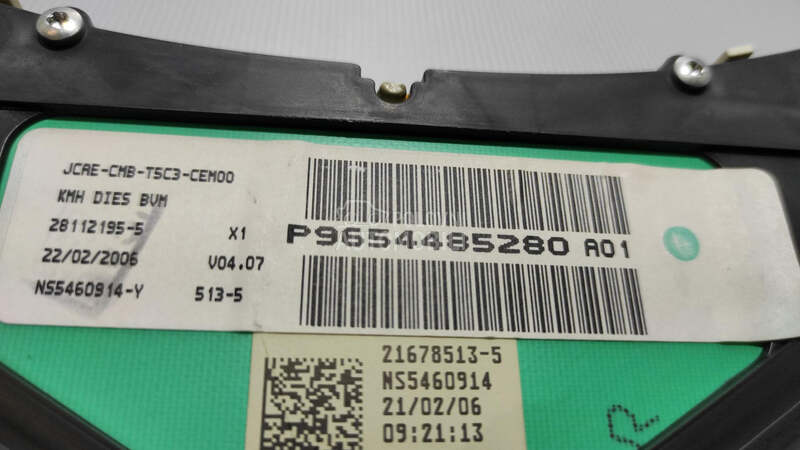 JCAE-CMB-T5C3-CEM00
KMH DIES BVM
28112195-5 X1
22/02/2006 V04.07
NS5460914-Y 513-5
P9654485280 A01
21678513-5
NS5460914
21/02/06
09:21:13